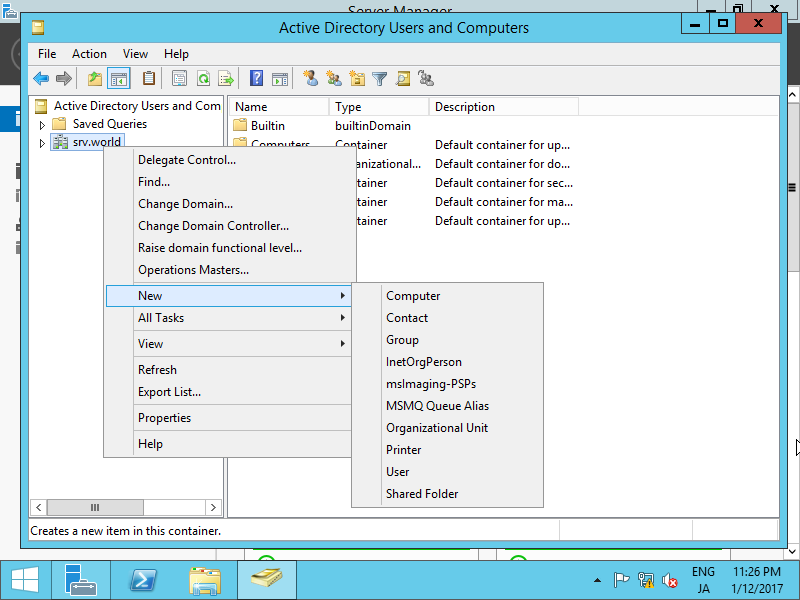 Server Manager
Active Directory Users and Computers
File Action View Help
Active Directory Users and Com
Saved Queries
srv.world
Name Type Description
Builtin builtinDomain
Computers Container Default container for up...
anizational... Default container for do...
tainer Default container for sec...
tainer Default container for ma...
tainer Default container for up...
Delegate Control...
Find...
Change Domain...
Change Domain Controller...
Raise domain functional level...
Operations Masters...
New
All Tasks
View
Refresh
Export List...
Properties
Help
Computer
Contact
Group
InetOrgPerson
msImaging-PSPs
MSMQ Queue Alias
Organizational Unit
Printer
User
Shared Folder
Creates a new item in this container.
ENG 11:26 PM
JA 1/12/2017